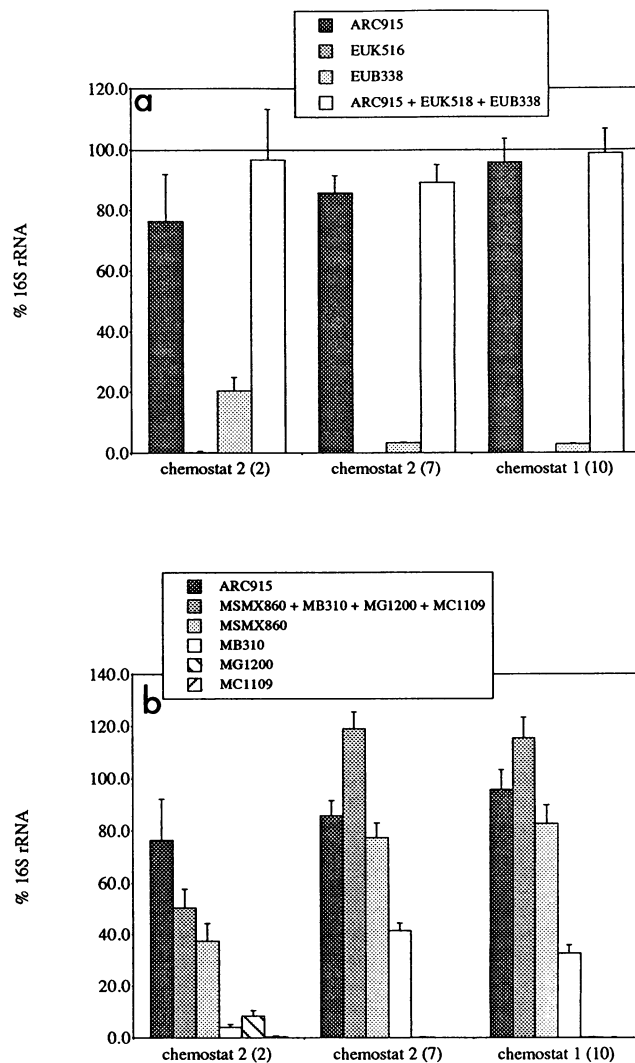 ARC915
EUK516
EUB338
ARC915 + EUK518 + EUB338
a
120.0
100.0
80.0
60.0
40.0
20.0
0.0
% 16S rRNA
chemostat 2 (2)
chemostat 2 (7)
chemostat 1 (10)
ARC915
MSMX860 + MB310 + MG1200 + MC1109
MSMX860
MB310
MG1200
MC1109
b
140.0
120.0
100.0
80.0
60.0
40.0
20.0
0.0
% 16S rRNA
chemostat 2 (2)
chemostat 2 (7)
chemostat 1 (10)